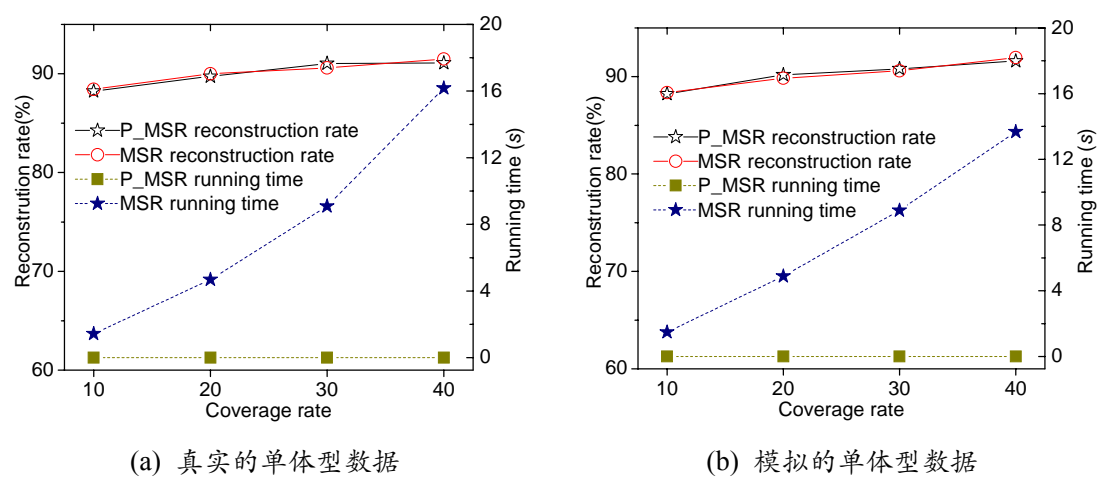 Reconstrution rate(%)
90
80
70
60
P_MSR reconstruction rate
MSR reconstruction rate
P_MSR running time
MSR running time
20
16
12
8
4
0
Running time (s)
10 20 30 40
Coverage rate
(a) 真实的单体型数据
Reconstrution rate(%)
90
80
70
60
P_MSR reconstruction rate
MSR reconstruction rate
P_MSR running time
MSR running time
20
16
12
8
4
0
Running time (s)
10 20 30 40
Coverage rate
(b) 模拟的单体型数据